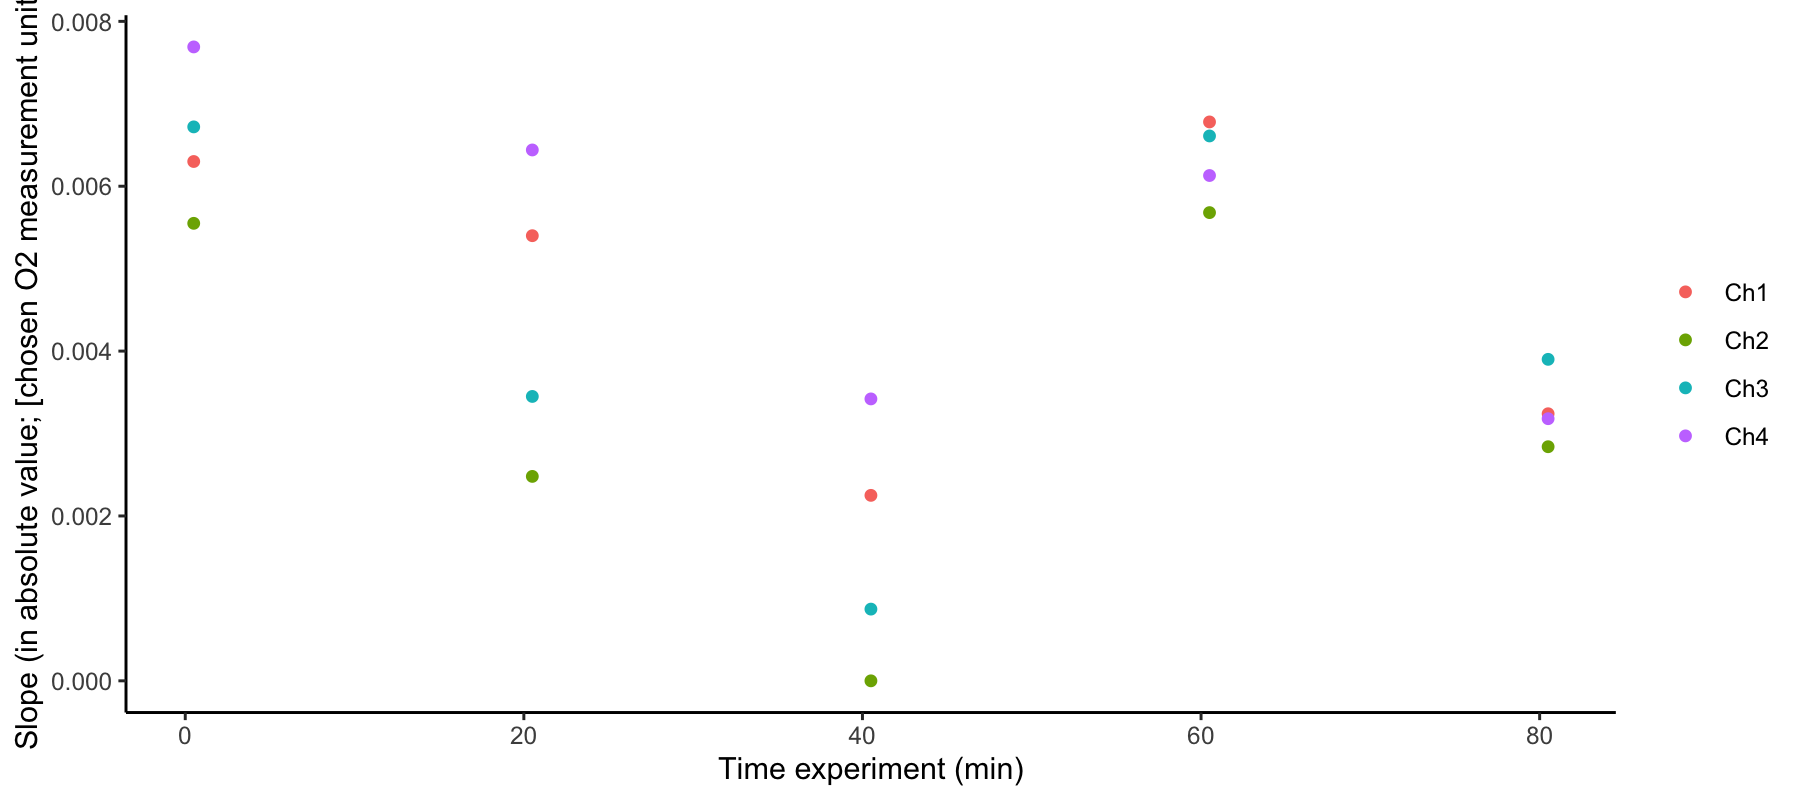 Slope (in absolute value; [chosen O2 measurement unit
0.008
0.006
0.004
0.002
0.000
0 20 40 60 80
Time experiment (min)
Ch1
Ch2
Ch3
Ch4